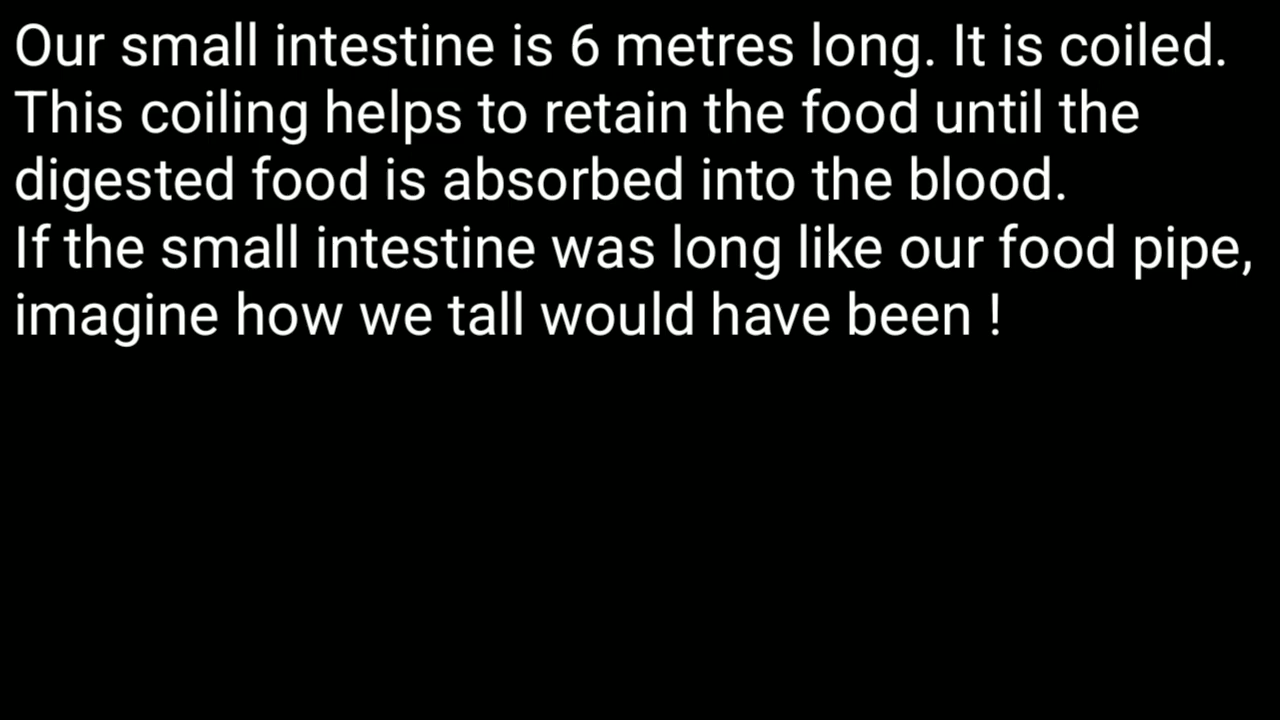 Our small intestine is 6 metres long. It is coiled.
This coiling helps to retain the food until the
digested food is absorbed into the blood.
If the small intestine was long like our food pipe,
imagine how we tall would have been !